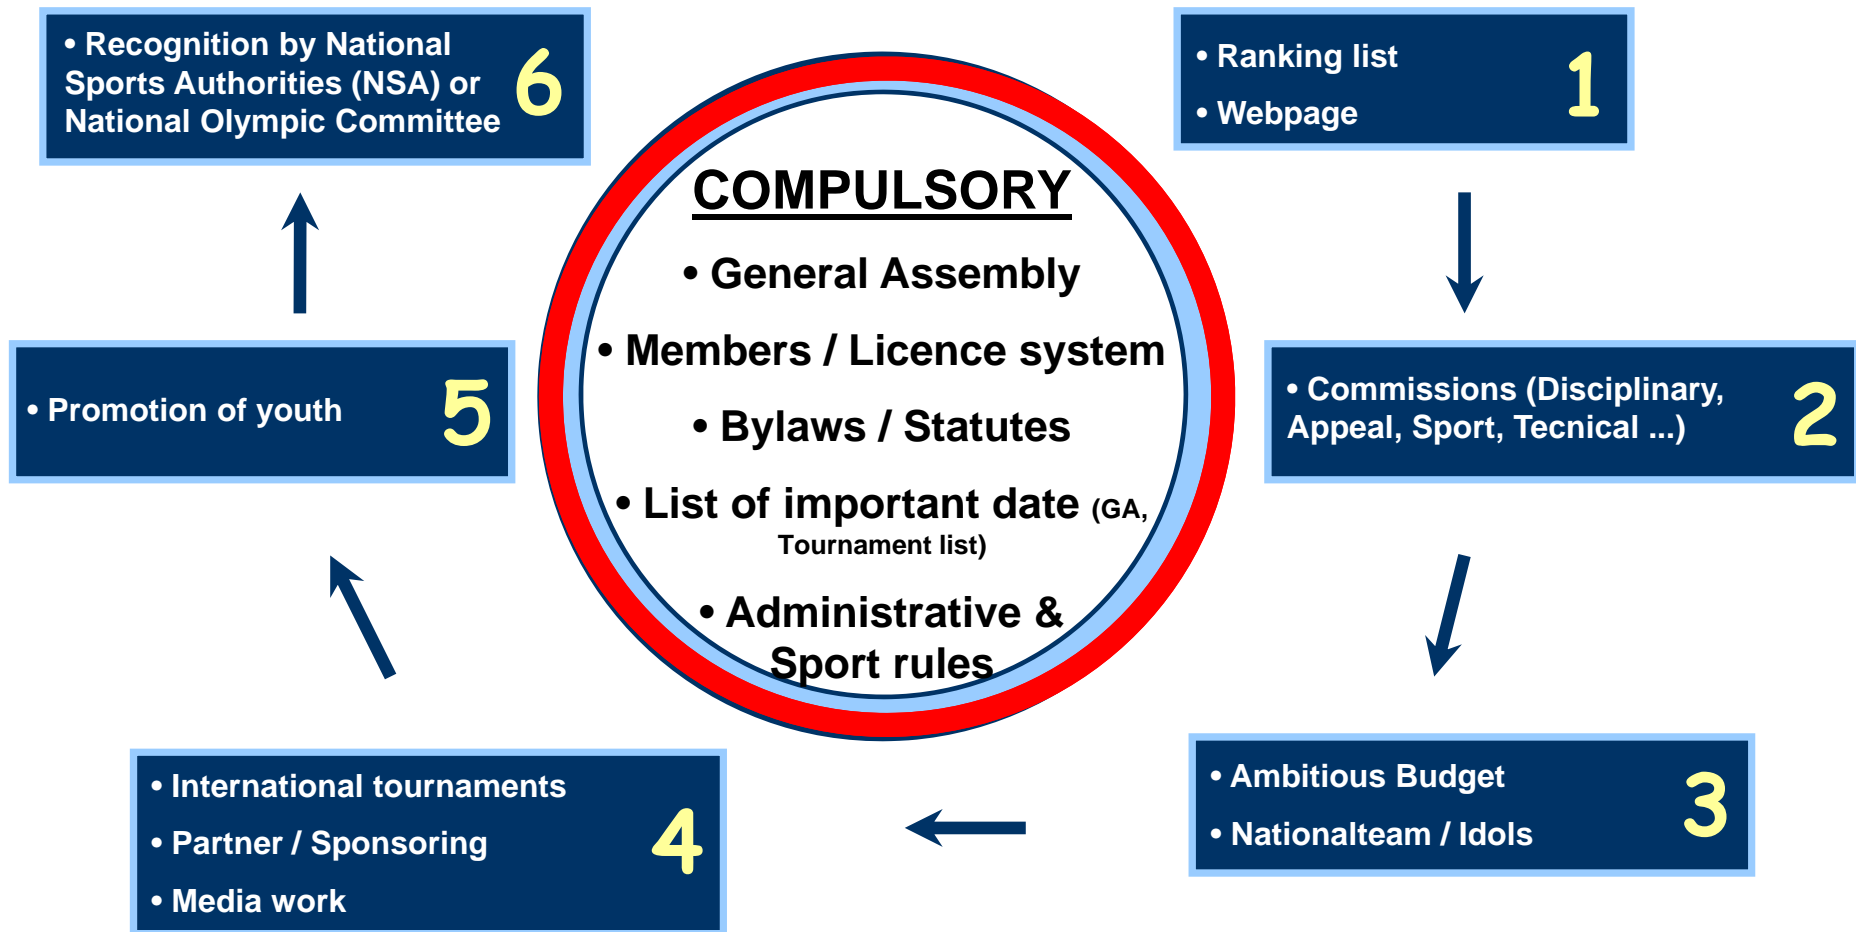 • Recognition by National
Sports Authorities (NSA) or
National Olympic Committee
6
• Ranking list
• Webpage
1
COMPULSORY
• General Assembly
• Members / Licence system
• Bylaws / Statutes
• List of important date (GA,
Tournament list)
• Administrative &
Sport rules
• Promotion of youth
5
• Commissions (Disciplinary,
Appeal, Sport, Tecnical ...)
2
• International tournaments
• Partner / Sponsoring
• Media work
4
• Ambitious Budget
• Nationalteam / Idols
3